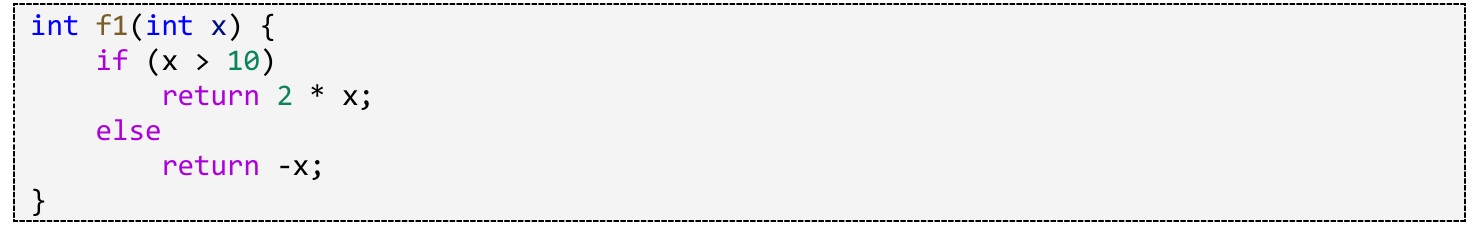 int f1(int x) {
    if (x > 10)
        return 2 * x;
    else
        return -x;
}